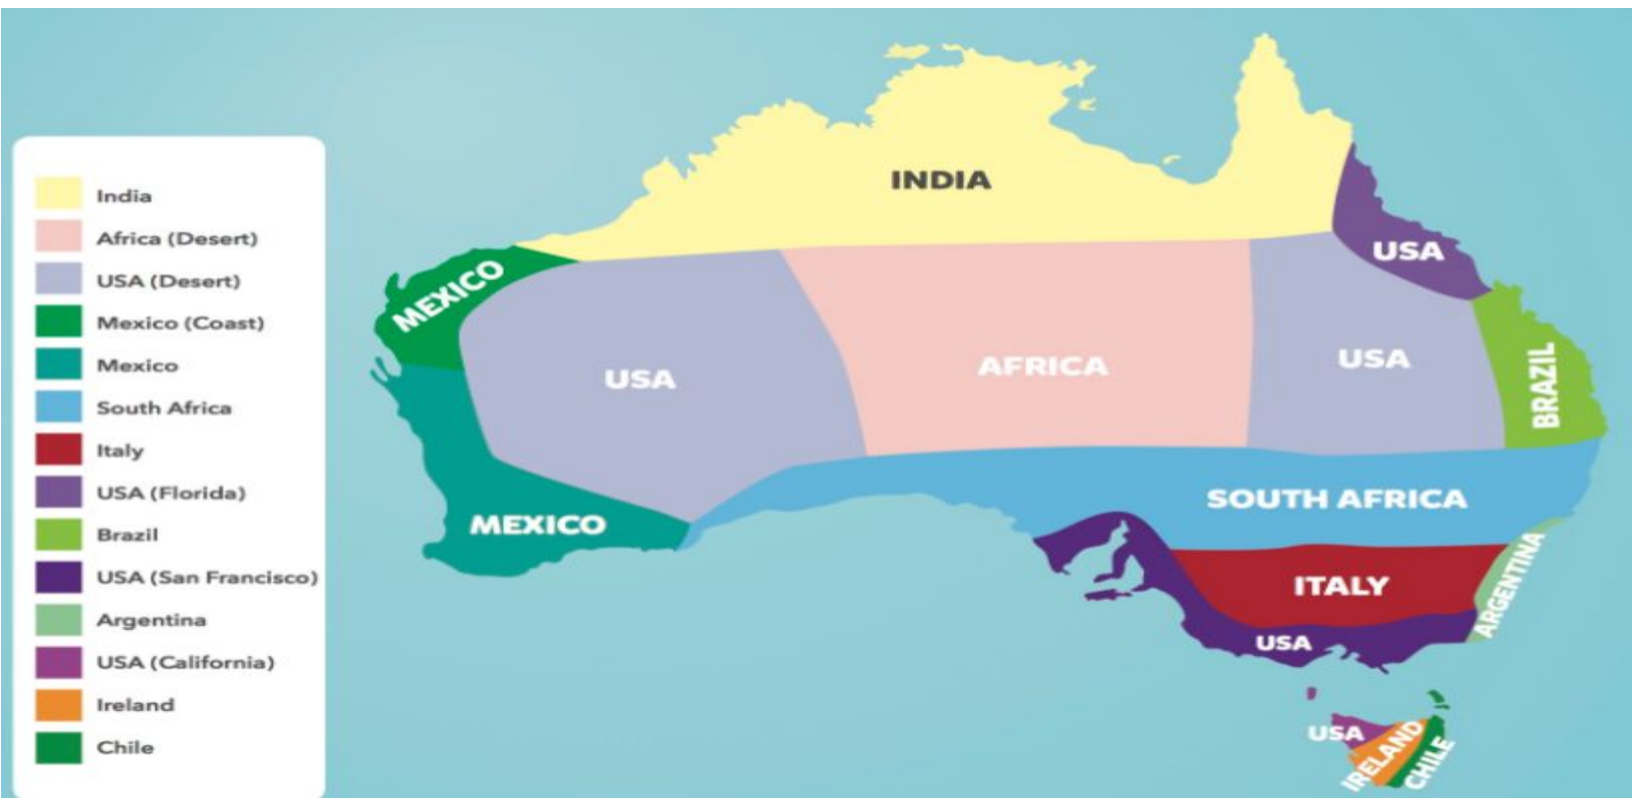 India
Africa (Desert)
USA (Desert)
Mexico (Coast)
Mexico
South Africa
Italy
USA (Florida)
Brazil
USA (San Francisco)
Argentina
USA (California)
Ireland
Chile
INDIA
USA
MEXICO
USA
AFRICA
USA
BRAZIL
MEXICO
SOUTH AFRICA
ITALY
ARGENTINA
USA
USA
IRELAND
CHILE